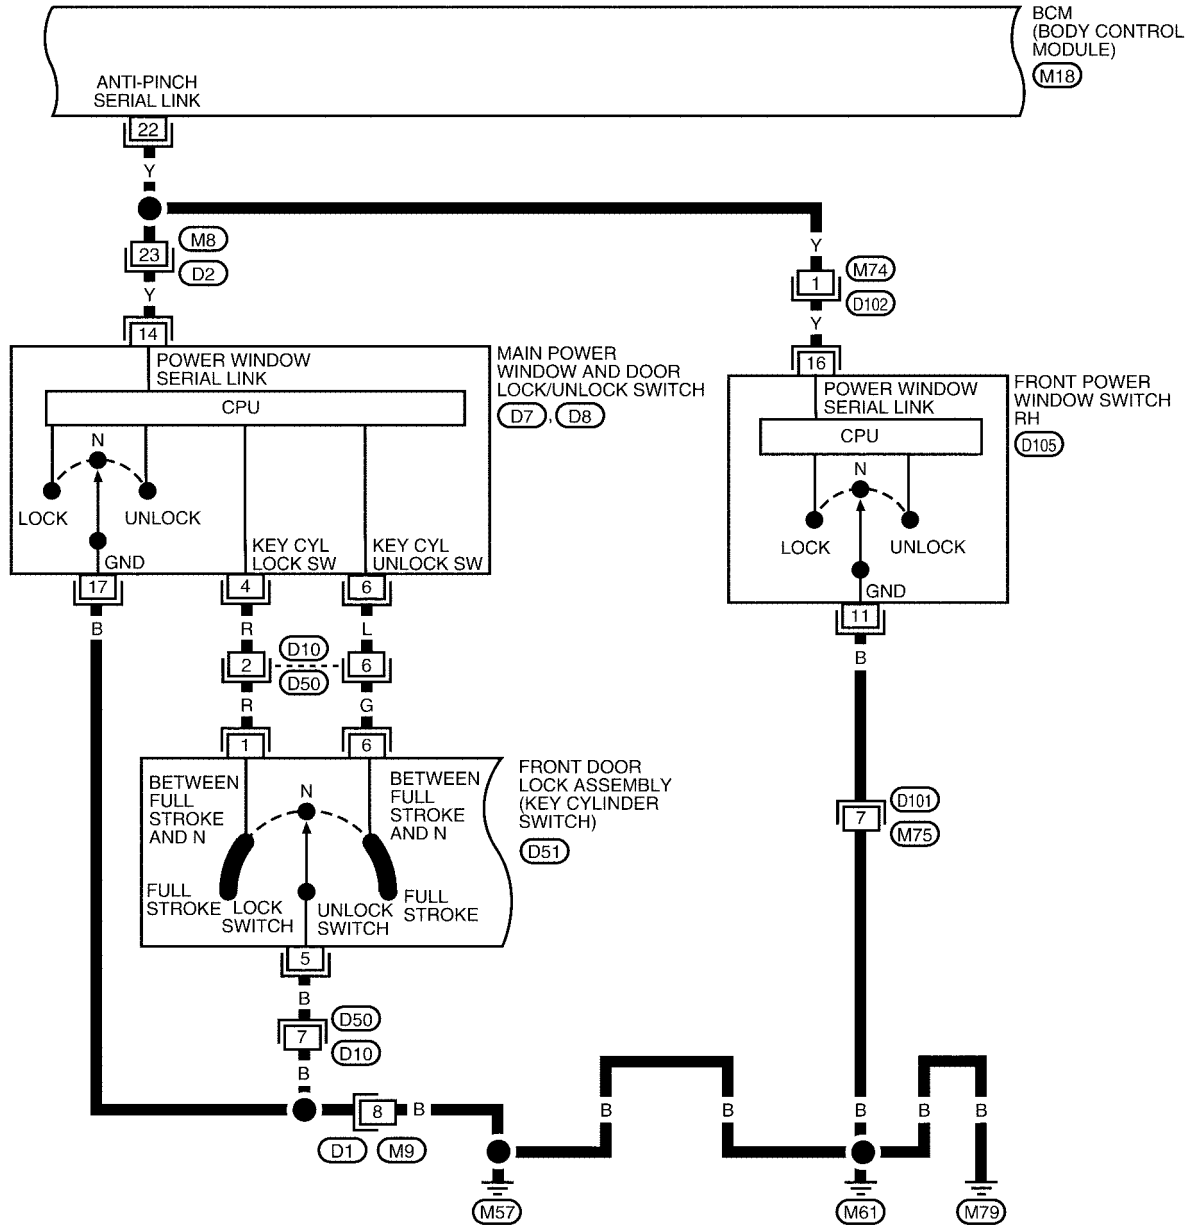 BCM
(BODY CONTROL
MODULE)
M18
ANTI-PINCH
SERIAL LINK
22
Y
M8
23
D2
Y
14
Y
M74
1
D102
Y
16
POWER WINDOW
SERIAL LINK
CPU
N
LOCK
UNLOCK
GND
KEY CYL
LOCK SW
KEY CYL
UNLOCK SW
MAIN POWER
WINDOW AND DOOR
LOCK/UNLOCK SWITCH
D7 , D8
POWER WINDOW
SERIAL LINK
CPU
N
LOCK
UNLOCK
GND
FRONT POWER
WINDOW SWITCH
RH
D105
17
4
6
11
B
R
L
B
D10
2
6
D50
R
G
1
6
BETWEEN
FULL
STROKE
AND N
N
BETWEEN
FULL
STROKE
AND N
FULL
STROKE
LOCK
SWITCH
UNLOCK
SWITCH
FULL
STROKE
FRONT DOOR
LOCK ASSEMBLY
(KEY CYLINDER
SWITCH)
D51
D101
7
M75
5
B
D50
7
D10
B
8
B
D1
M9
B
B
B
B
B
M57
M61
M79